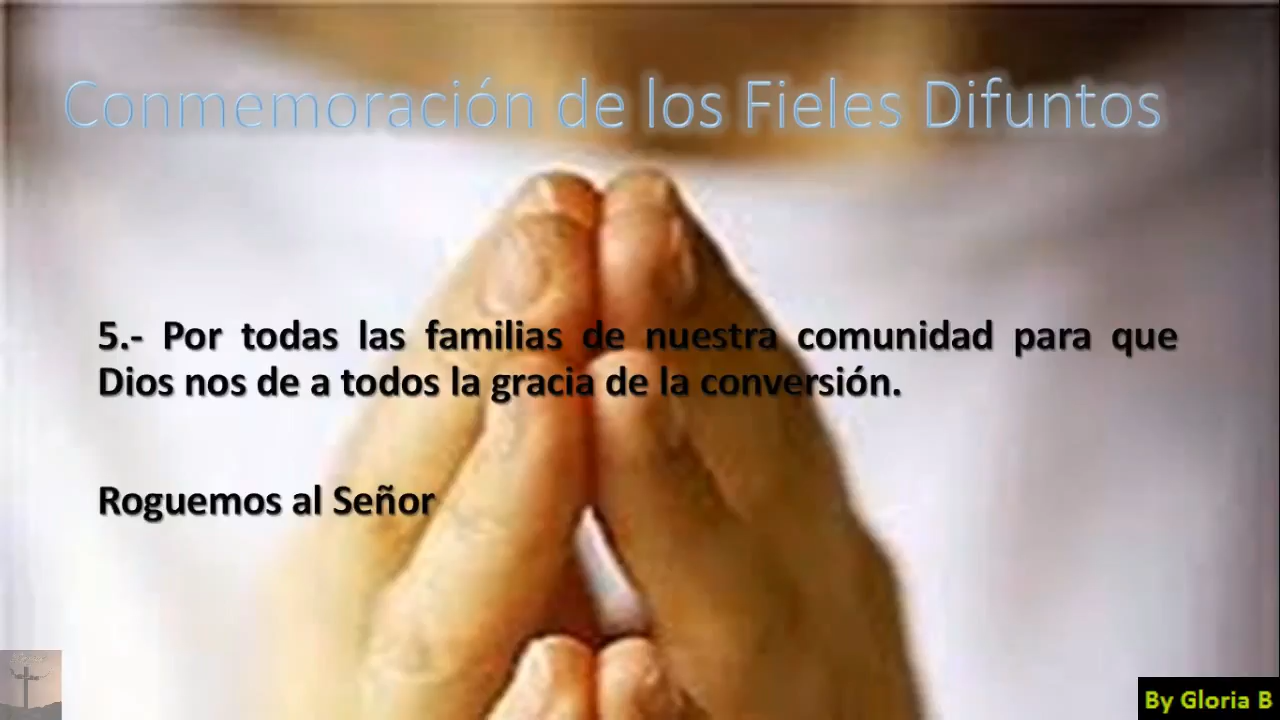 Conmemoración de los Fieles Difuntos
5.- Por todas las familias de nuestra comunidad para que
Dios nos de a todos la gracia de la conversión.
Roguemos al Señor
By Gloria B